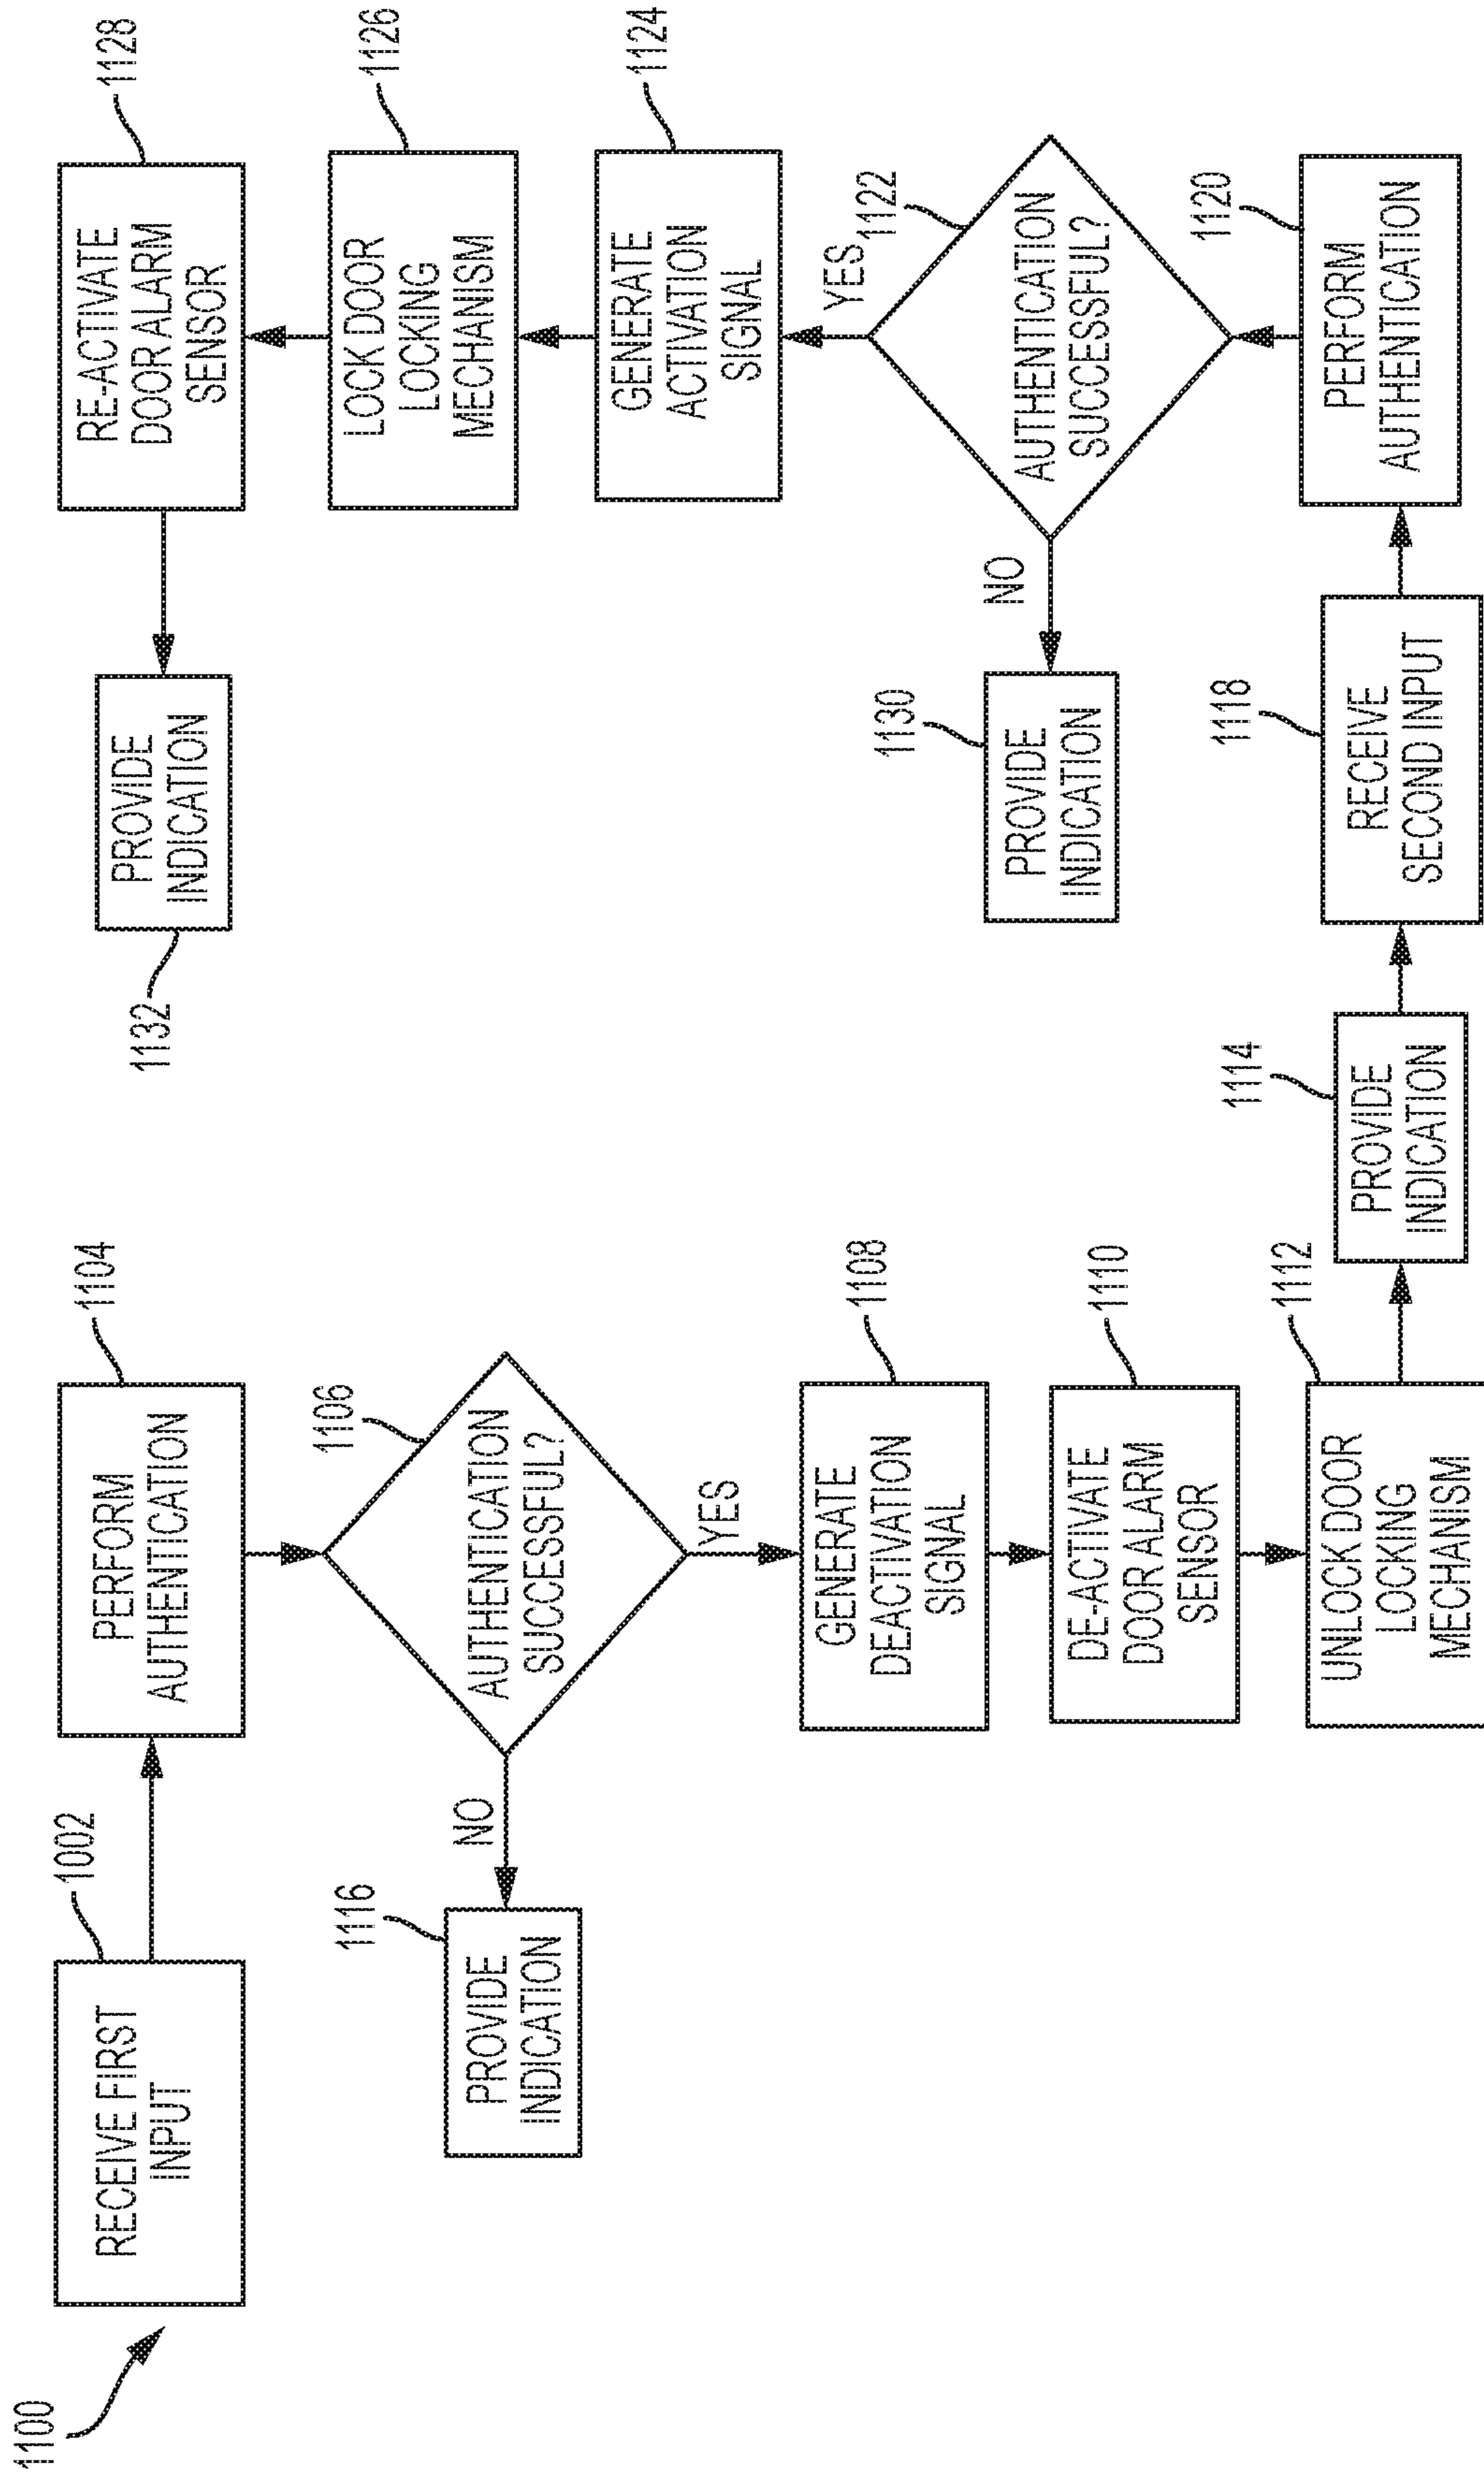 1100
RECEIVE FIRST
INPUT
1002
PERFORM
AUTHENTICATION
1104
AUTHENTICATION
SUCCESSFUL?
1106
NO
PROVIDE
INDICATION
1116
YES
GENERATE
DEACTIVATION
SIGNAL
1108
DE-ACTIVATE
DOOR ALARM
SENSOR
1110
UNLOCK DOOR
LOCKING
MECHANISM
1112
PROVIDE
INDICATION
1114
RECEIVE
SECOND INPUT
1118
PERFORM
AUTHENTICATION
1120
AUTHENTICATION
SUCCESSFUL?
1122
NO
PROVIDE
INDICATION
1130
YES
GENERATE
ACTIVATION
SIGNAL
1124
LOCK DOOR
LOCKING
MECHANISM
1126
RE-ACTIVATE
DOOR ALARM
SENSOR
1128
PROVIDE
INDICATION
1132